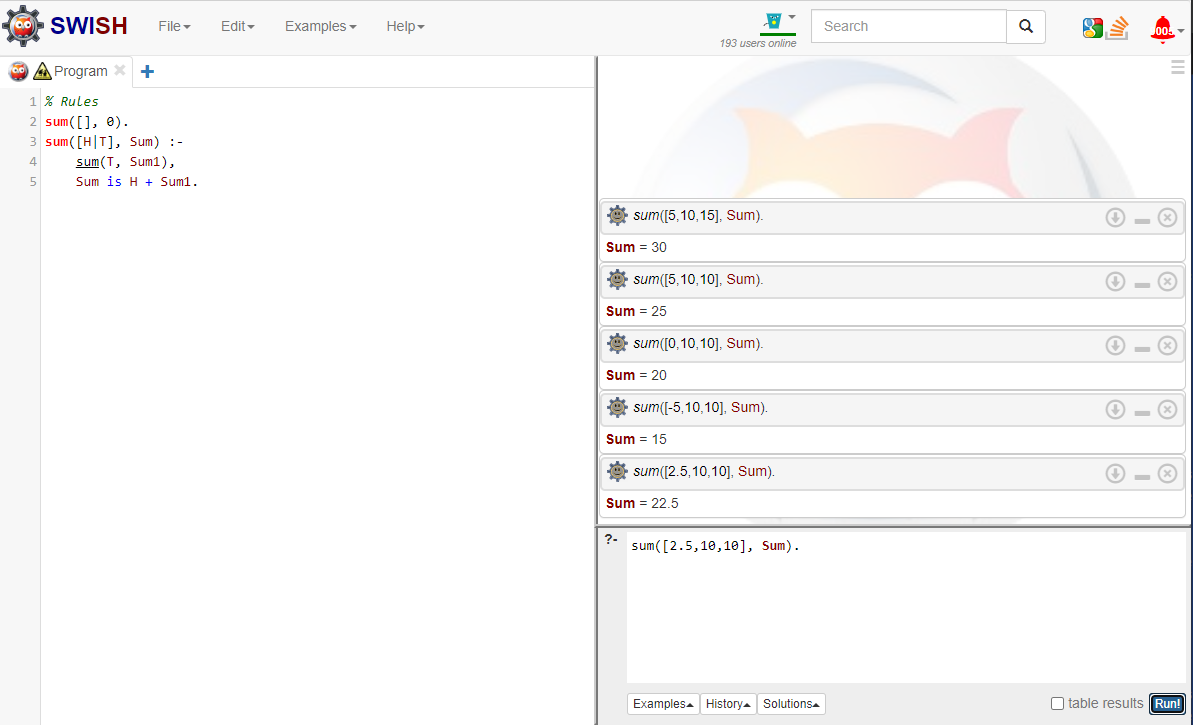 SWISH File Edit Examples Help 193 users online Search 005
Program
1 % Rules
2 sum([], 0).
3 sum([H|T], Sum) :-
4 sum(T, Sum1),
5 Sum is H + Sum1.
sum([5,10,15], Sum).
Sum = 30
sum([5,10,10], Sum).
Sum = 25
sum([0,10,10], Sum).
Sum = 20
sum([-5,10,10], Sum).
Sum = 15
sum([2.5,10,10], Sum).
Sum = 22.5
?- sum([2.5,10,10], Sum).
Examples History Solutions table results Run!